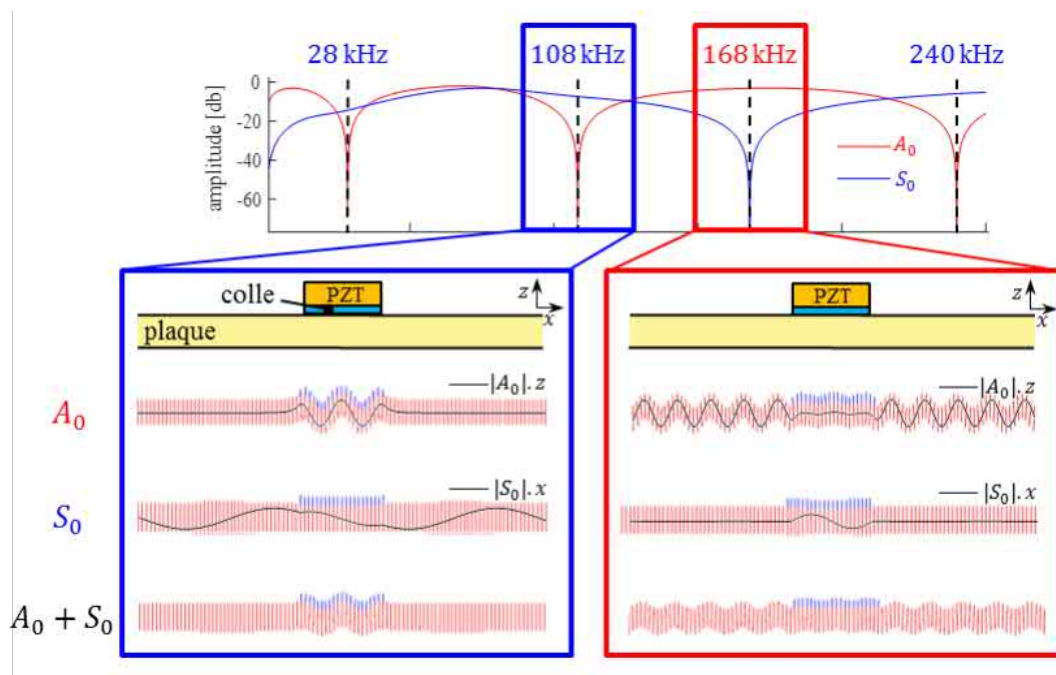 28 kHz 108 kHz 168 kHz 240 kHz
amplitude [db]
0
-20
-40
-60
A₀
S₀
colle PZT z
x
plaque
PZT z
x
A₀ |A₀|. z |A₀|. z
S₀ |S₀|. x |S₀|. x
A₀ + S₀